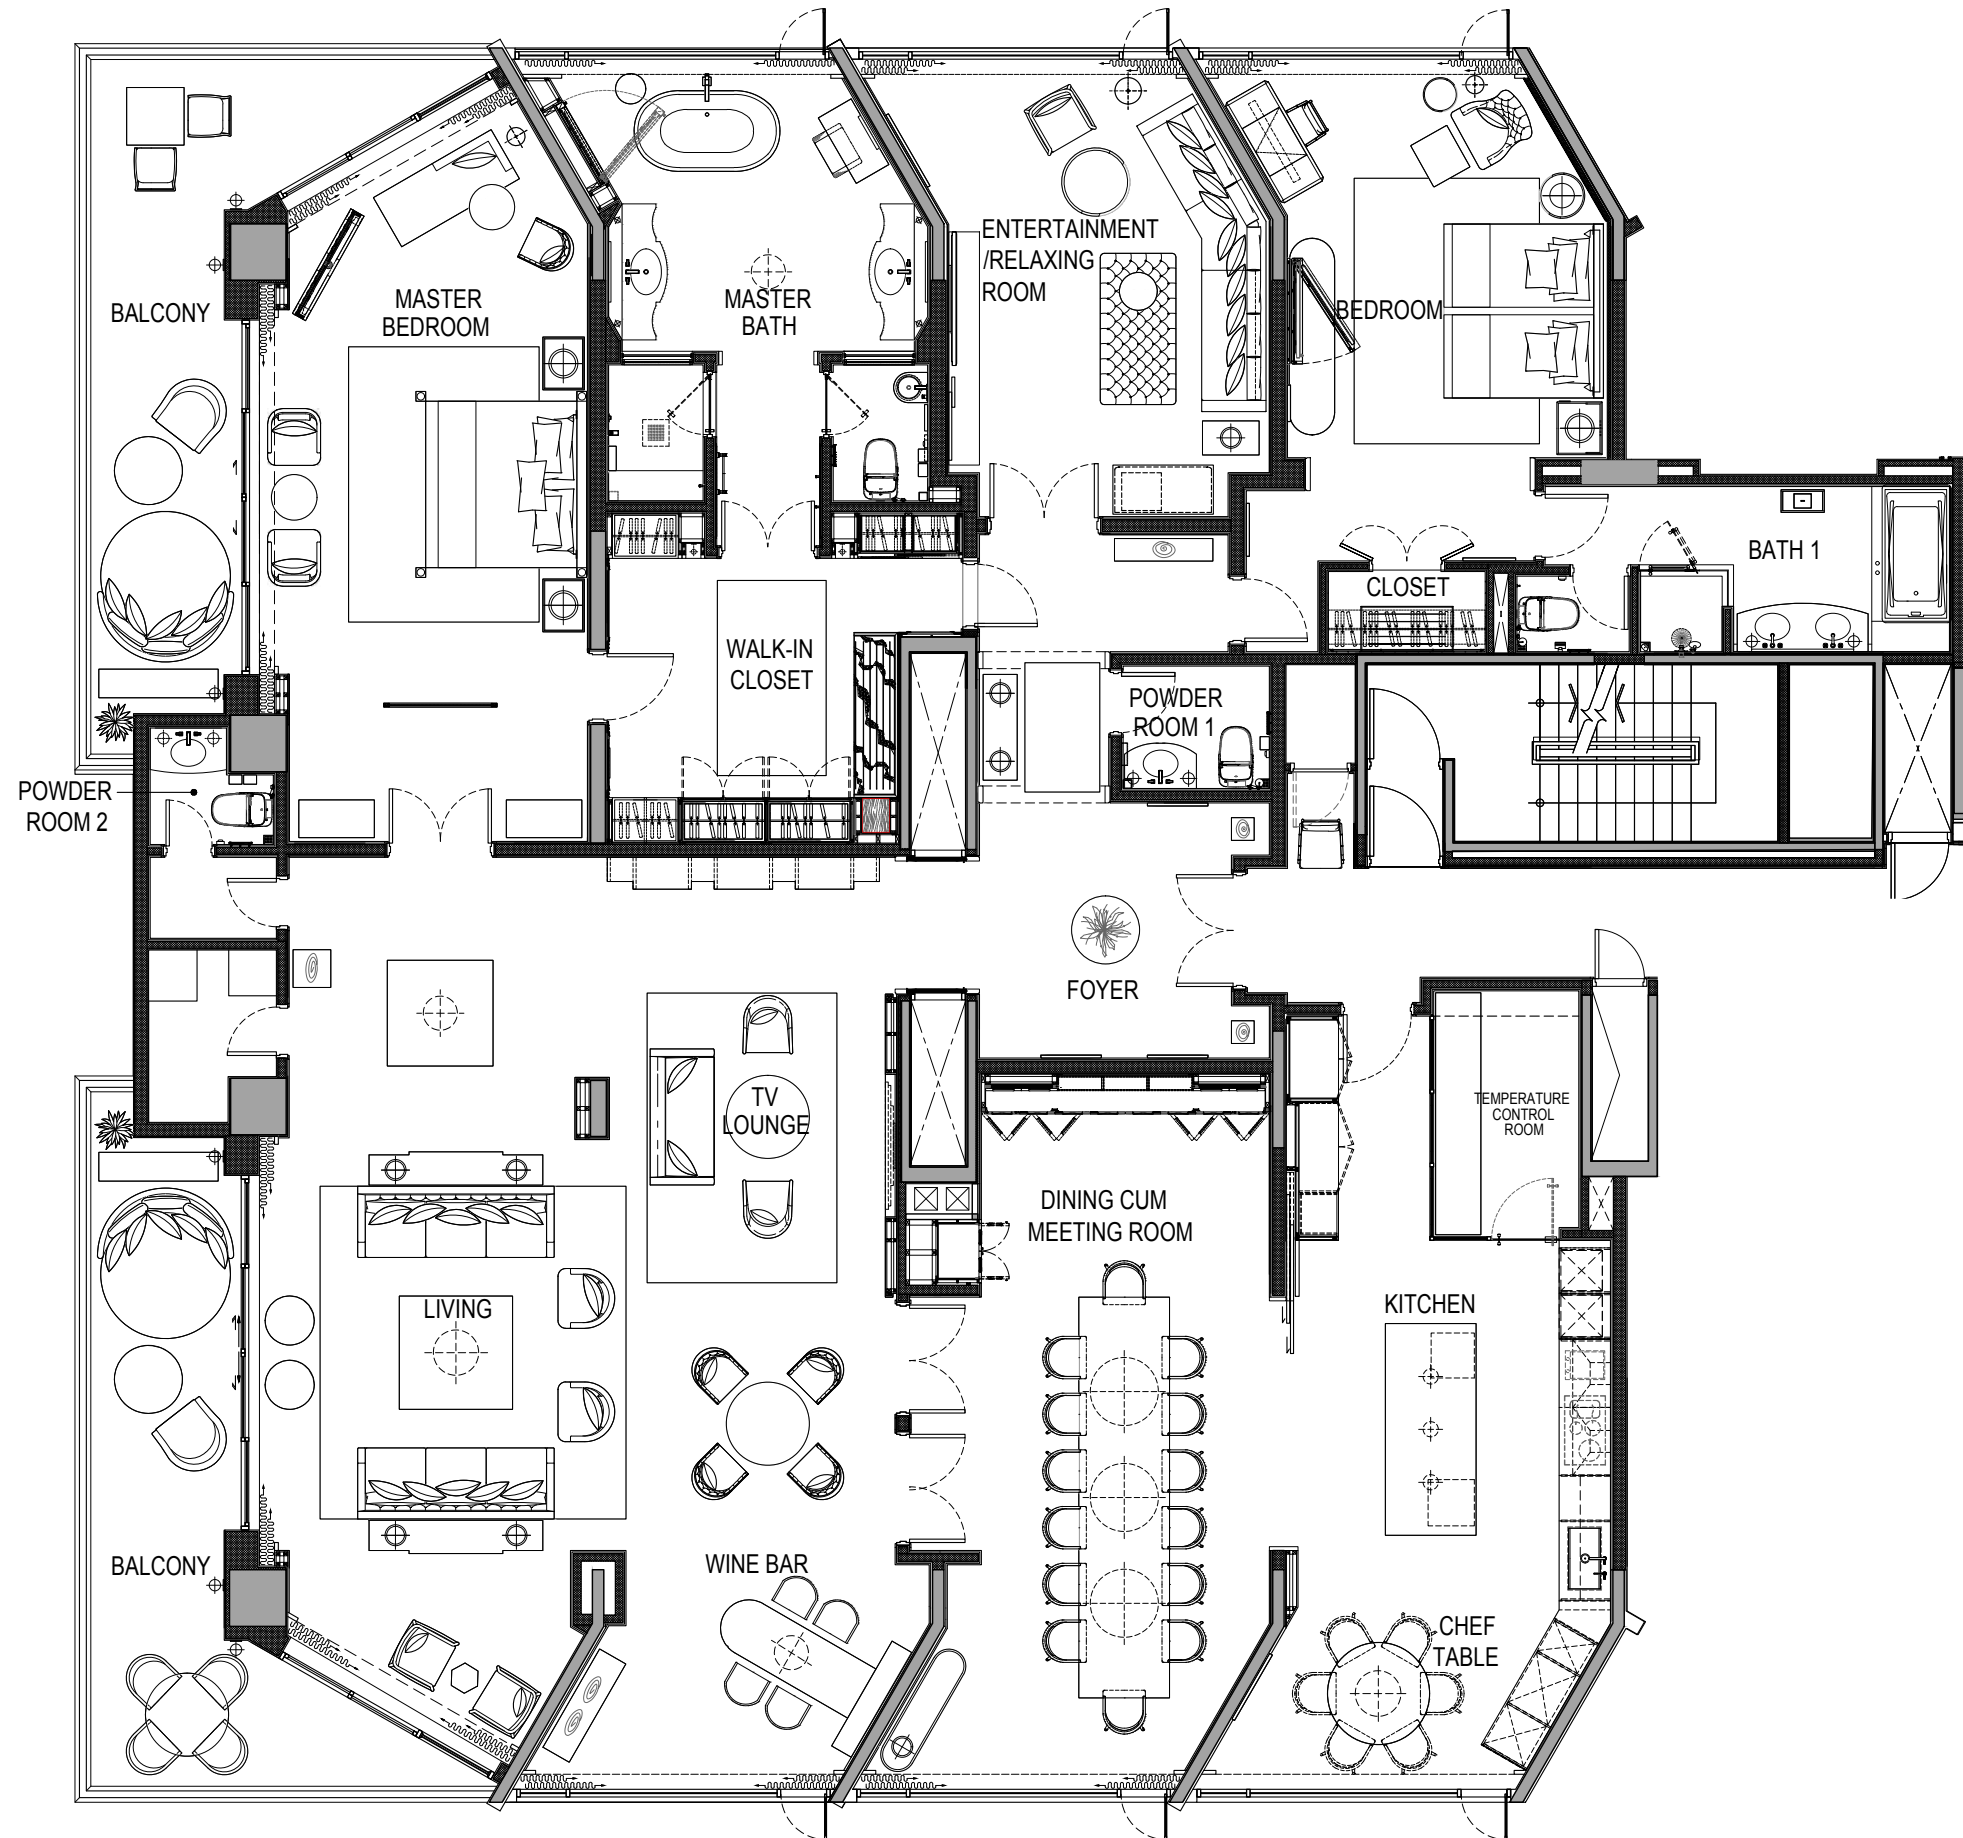 BALCONY
MASTER
BEDROOM
MASTER
BATH
ENTERTAINMENT
/RELAXING
ROOM
BEDROOM
BATH 1
CLOSET
WALK-IN
CLOSET
POWDER
ROOM 1
POWDER
ROOM 2
FOYER
TV
LOUNGE
TEMPERATURE
CONTROL
ROOM
DINING CUM
MEETING ROOM
LIVING
KITCHEN
BALCONY
WINE BAR
CHEF
TABLE